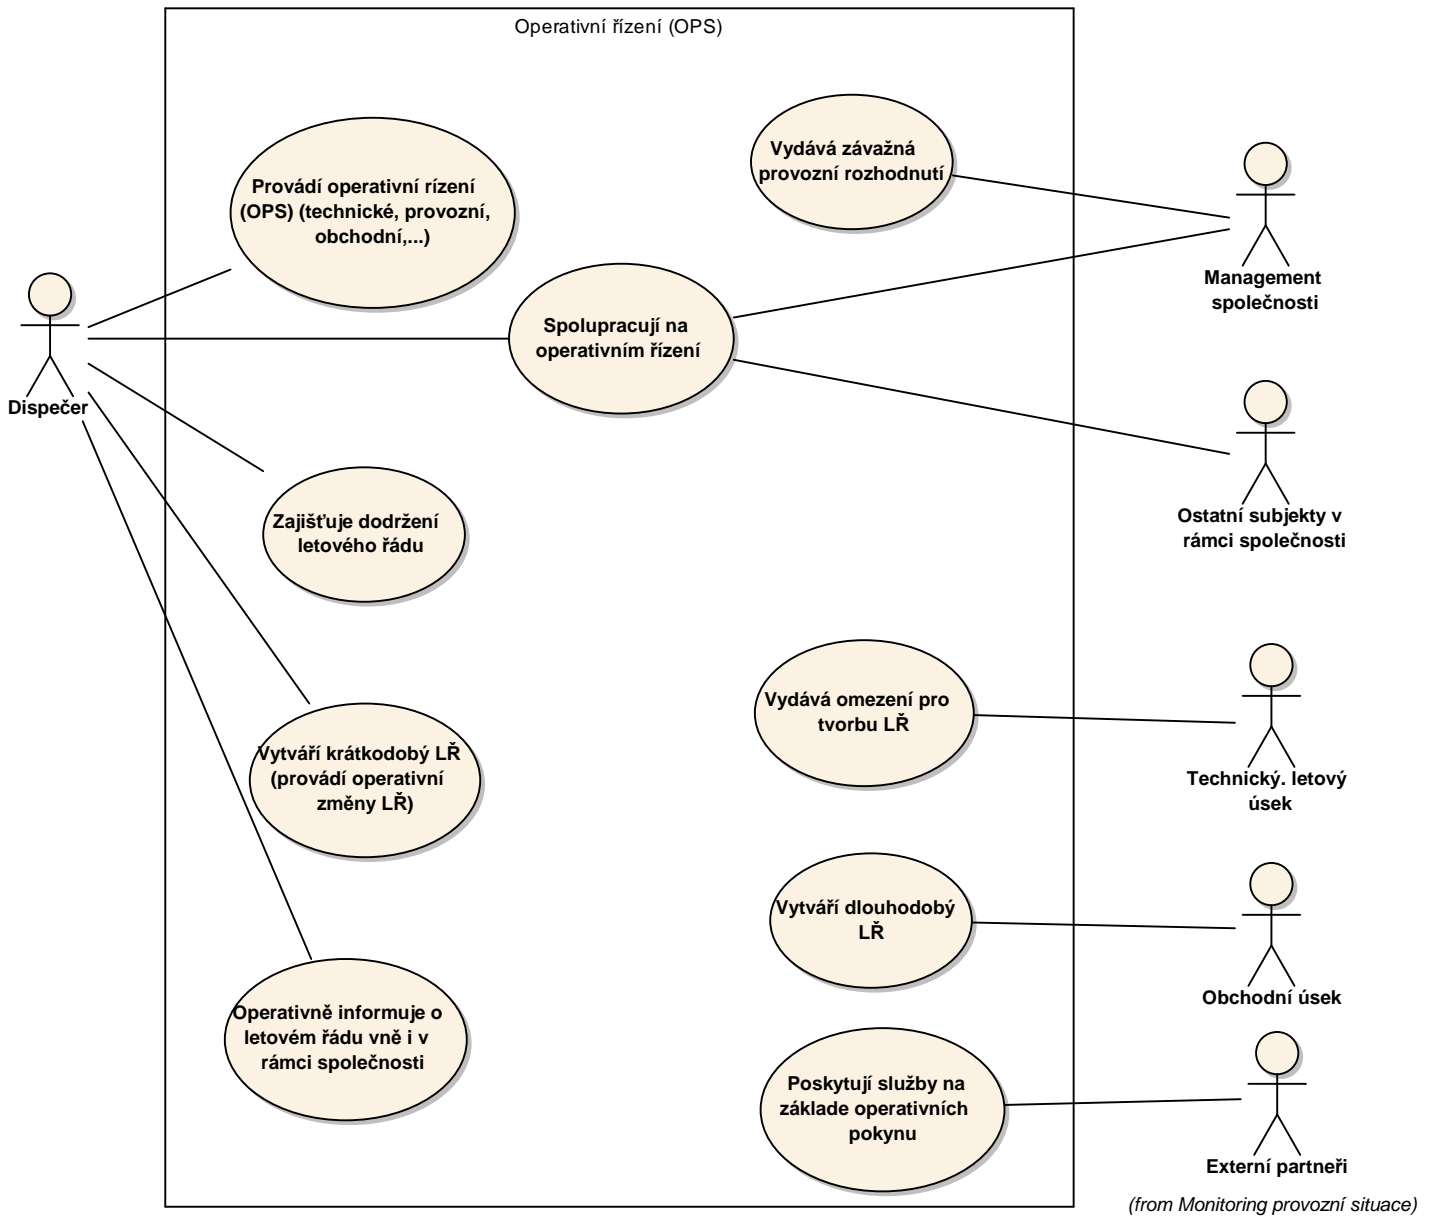 Operativní řízení (OPS)
Provádí operativní rízení
(OPS) (technické, provozní,
obchodní,...)
Vydává závažná
provozní rozhodnutí
Management
společnosti
Spolupracují na
operativním řízení
Dispečer
Ostatní subjekty v
rámci společnosti
Zajišťuje dodržení
letového řádu
Vydává omezení pro
tvorbu LŘ
Technický. letový
úsek
Vytváří krátkodobý LŘ
(provádí operativní
změny LŘ)
Vytváří dlouhodobý
LŘ
Obchodní úsek
Operativně informuje o
letovém řádu vně i v
rámci společnosti
Poskytují služby na
základe operativních
pokynu
Externí partneři
(from Monitoring provozní situace)